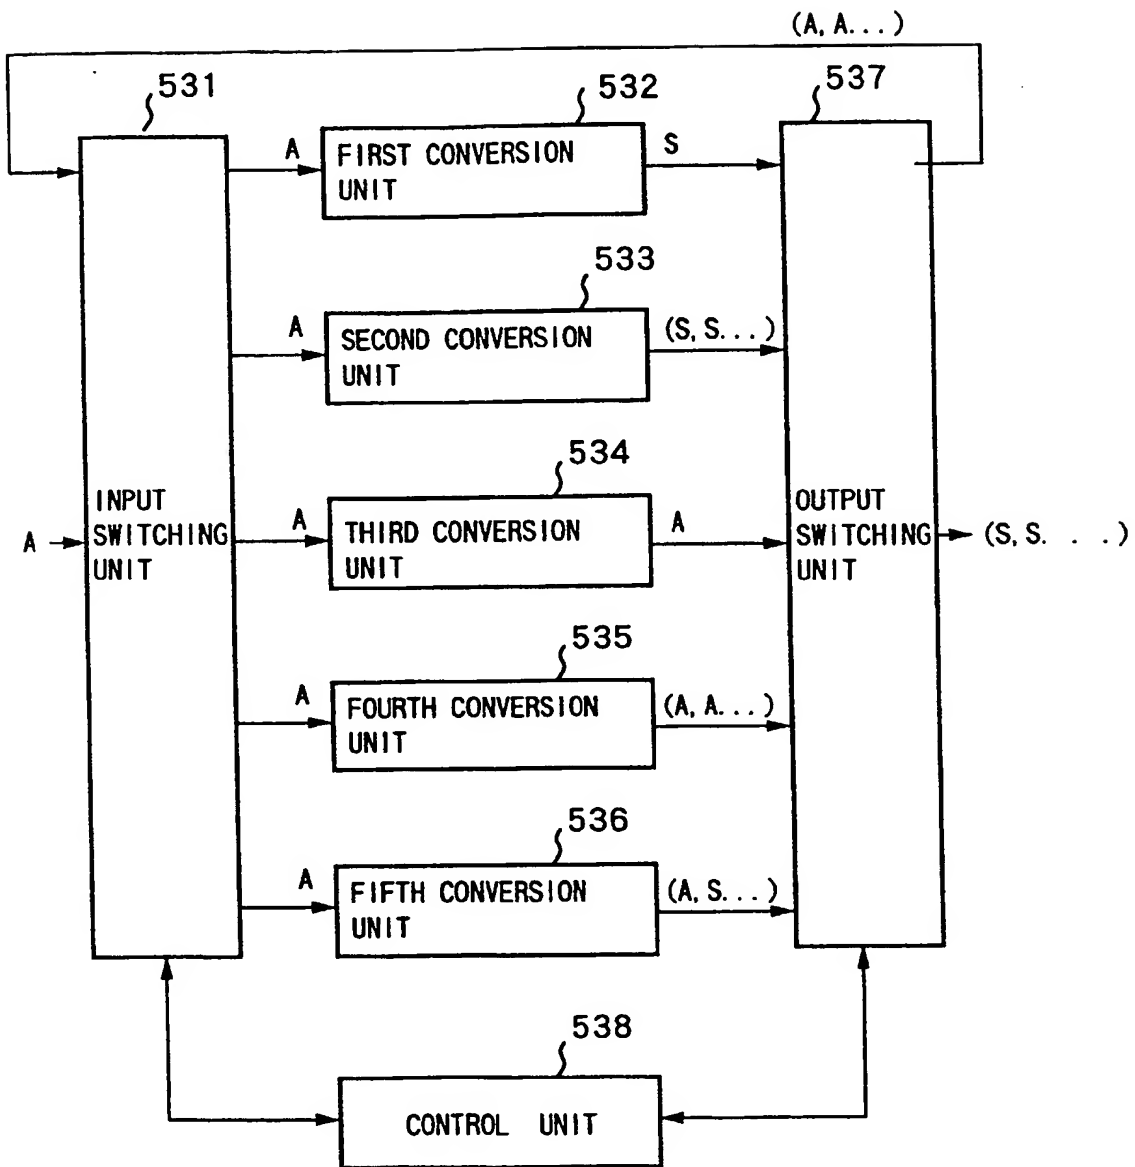 (A, A...)
531
532
537
A
FIRST CONVERSION
UNIT
S
533
A
SECOND CONVERSION
UNIT
(S, S...)
534
A
INPUT
SWITCHING
UNIT
A
THIRD CONVERSION
UNIT
A
OUTPUT
SWITCHING
UNIT
(S, S. . . .)
535
A
FOURTH CONVERSION
UNIT
(A, A...)
536
A
FIFTH CONVERSION
UNIT
(A, S...)
538
CONTROL UNIT